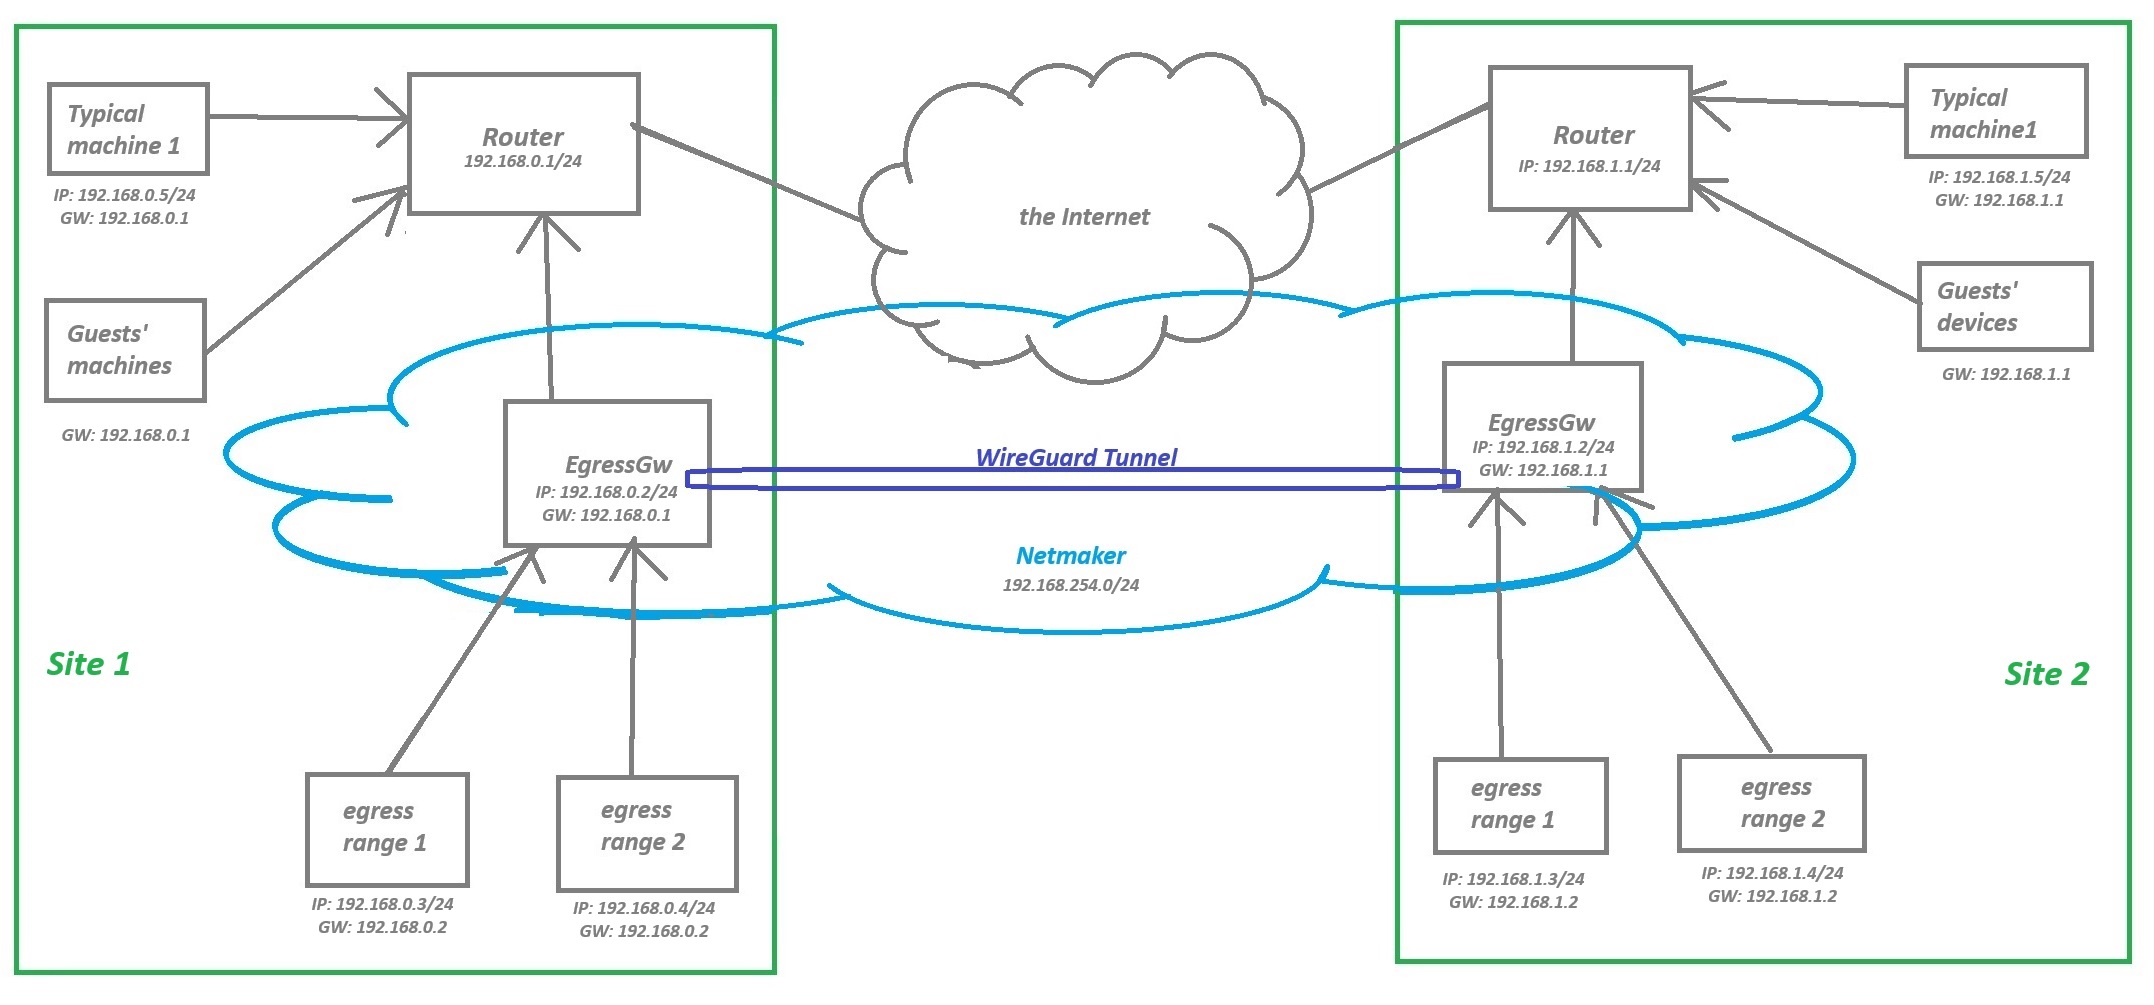 Typical
machine 1
IP: 192.168.0.5/24
GW: 192.168.0.1
Guests'
machines
GW: 192.168.0.1
Router
192.168.0.1/24
the Internet
Router
IP: 192.168.1.1/24
Typical
machine1
IP: 192.168.1.5/24
GW: 192.168.1.1
Guests'
devices
GW: 192.168.1.1
EgressGw
IP: 192.168.0.2/24
GW: 192.168.0.1
WireGuard Tunnel
EgressGw
IP: 192.168.1.2/24
GW: 192.168.1.1
Netmaker
192.168.254.0/24
Site 1
Site 2
egress
range 1
IP: 192.168.0.3/24
GW: 192.168.0.2
egress
range 2
IP: 192.168.0.4/24
GW: 192.168.0.2
egress
range 1
IP: 192.168.1.3/24
GW: 192.168.1.2
egress
range 2
IP: 192.168.1.4/24
GW: 192.168.1.2